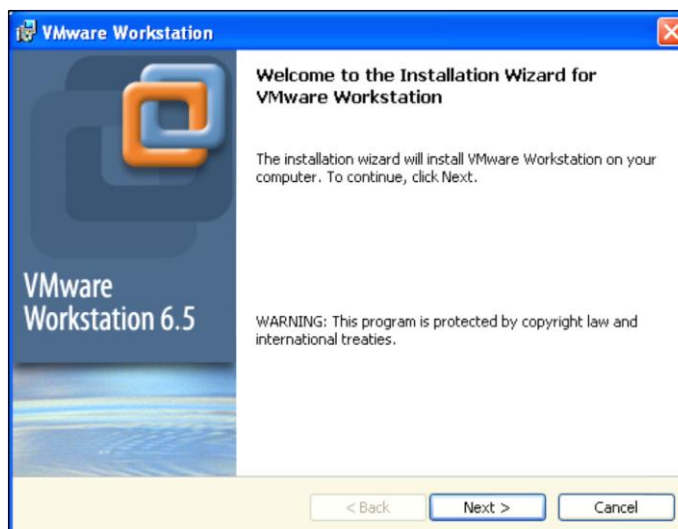 VMware Workstation
Welcome to the Installation Wizard for
VMware Workstation
The installation wizard will install VMware Workstation on your
computer. To continue, click Next.
VMware
Workstation 6.5
WARNING: This program is protected by copyright law and
international treaties.
< Back
Next >
Cancel